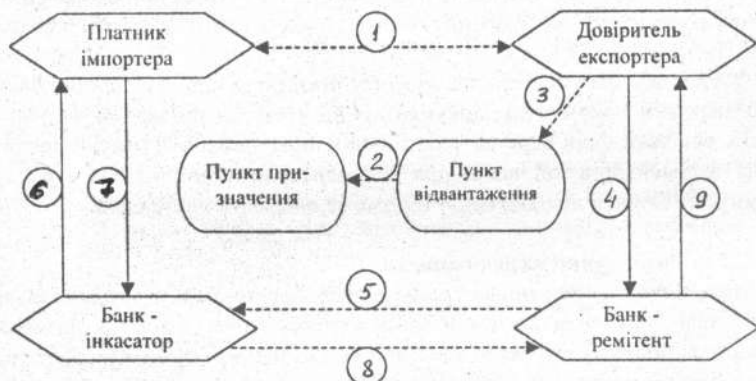 Платник
імпортера
1
Довіритель
експортера
3
Пункт при-
значення
2
Пункт
відвантаження
6
7
4
9
5
Банк -
інкасатор
Банк -
ремітент
8